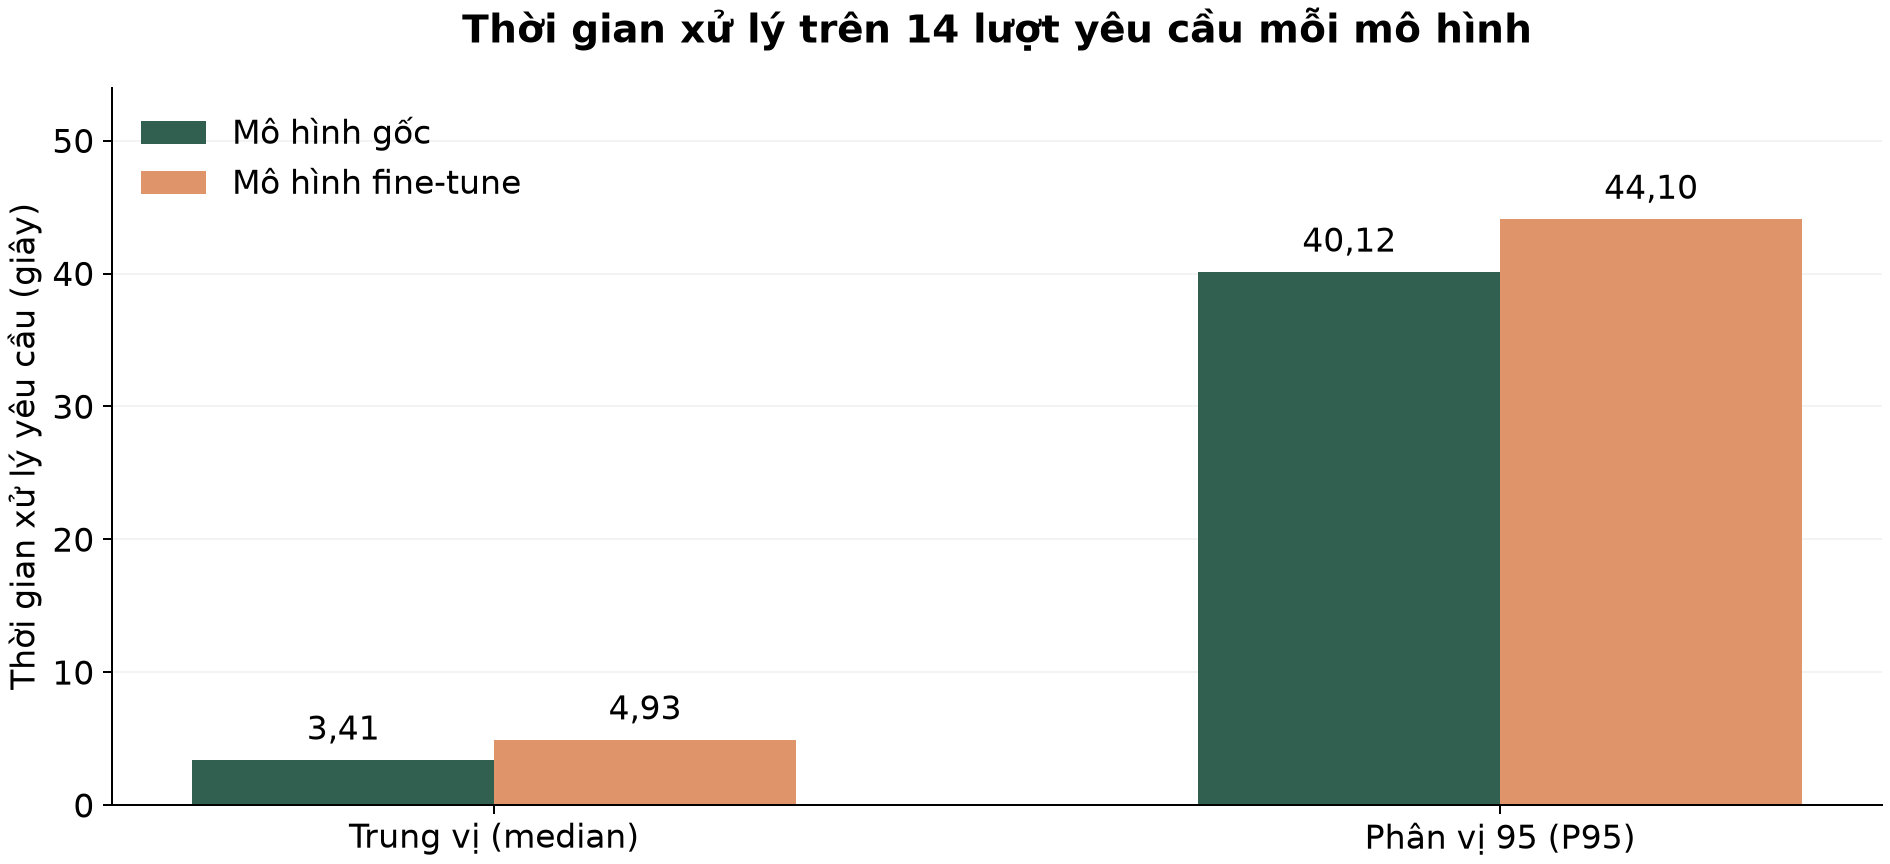 Thời gian xử lý trên 14 lượt yêu cầu mỗi mô hình
Thời gian xử lý yêu cầu (giây)
50
40
30
20
10
0
Mô hình gốc
Mô hình fine-tune
3,41
4,93
40,12
44,10
Trung vị (median)
Phân vị 95 (P95)